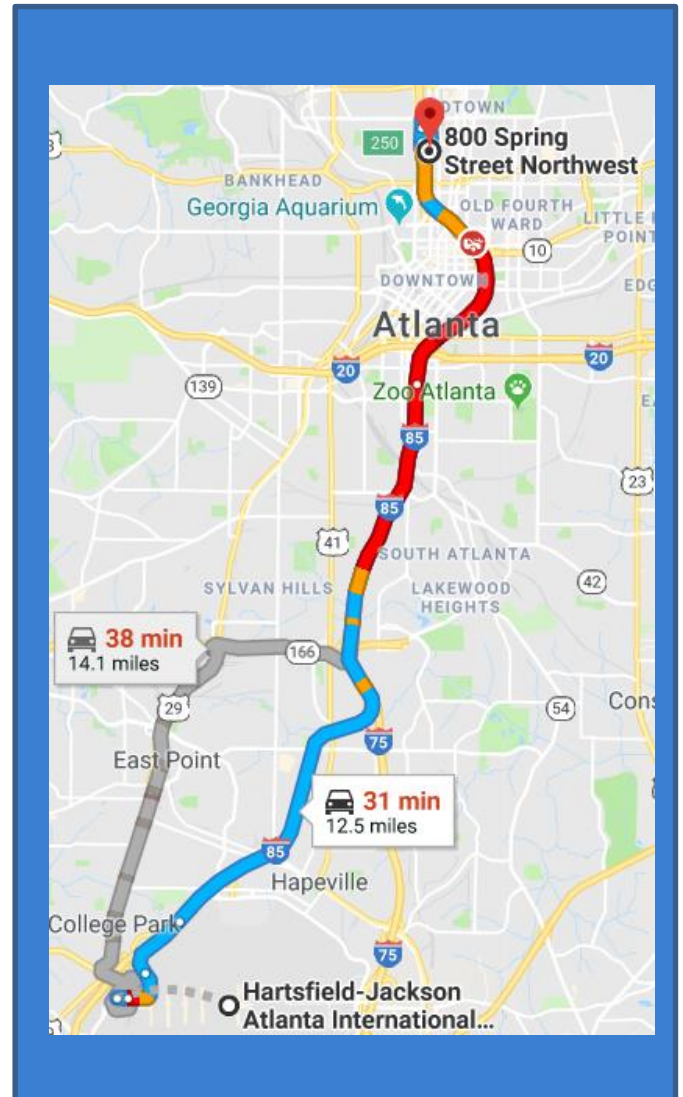 DTOWN
250
800 Spring
Street Northwest
BANKHEAD
Georgia Aquarium
OLD FOURTH
WARD
LITTLE
POINT
10
DOWNTOW
EDG
Atlanta
20
20
139
Zoo Atlanta
85
23
85
41
SOUTH ATLANTA
SYLVAN HILLS
LAKEWOOD
HEIGHTS
42
38 min
14.1 miles
166
29
54
Cons
75
East Point
31 min
12.5 miles
85
Hapeville
College Park
75
Hartsfield-Jackson
Atlanta International...